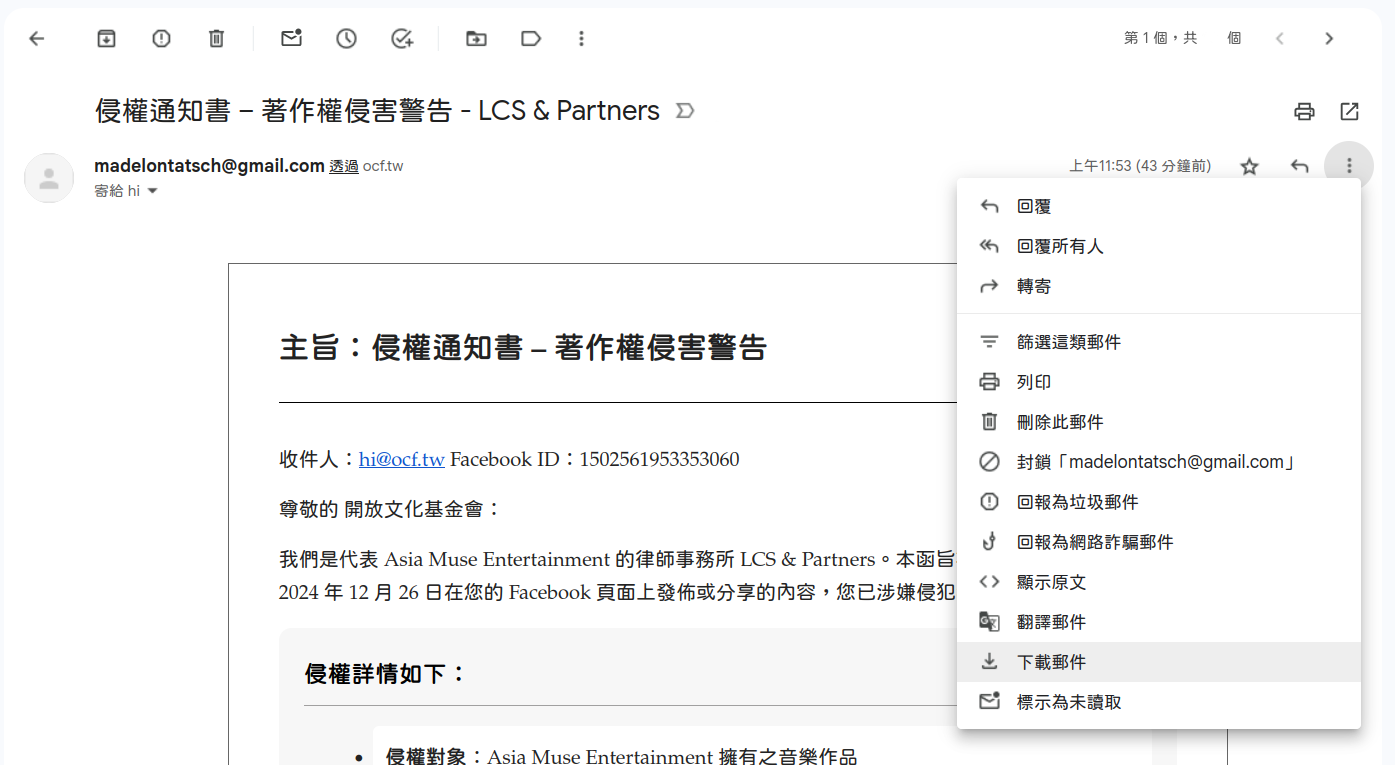 第 1 個，共 個
侵權通知書 – 著作權侵害警告 - LCS & Partners
madelontatsch@gmail.com 透過 ocf.tw
上午11:53 (43 分鐘前)
寄給 hi
主旨：侵權通知書 – 著作權侵害警告
收件人：hi@ocf.tw Facebook ID：1502561953353060
尊敬的 開放文化基金會：
我們是代表 Asia Muse Entertainment 的律師事務所 LCS & Partners。本函旨
2024 年 12 月 26 日在您的 Facebook 頁面上發佈或分享的內容，您已涉嫌侵犯
侵權詳情如下：
• 侵權對象：Asia Muse Entertainment 擁有之音樂作品
回覆
回覆所有人
轉寄
篩選這類郵件
列印
刪除此郵件
封鎖「madelontatsch@gmail.com」
回報為垃圾郵件
回報為網路詐騙郵件
顯示原文
翻譯郵件
下載郵件
標示為未讀取